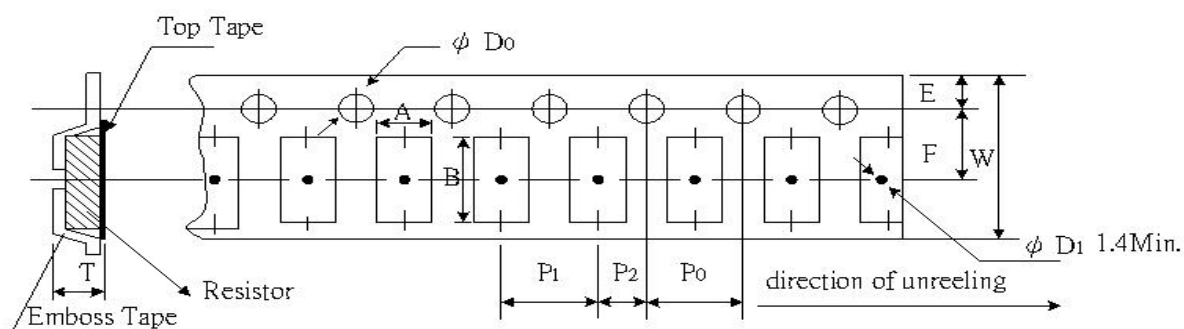 Top Tape
ϕ D0
E
A
F
W
B
ϕ D1 1.4Min.
T
P1
P2
P0
direction of unreeling
Resistor
Emboss Tape